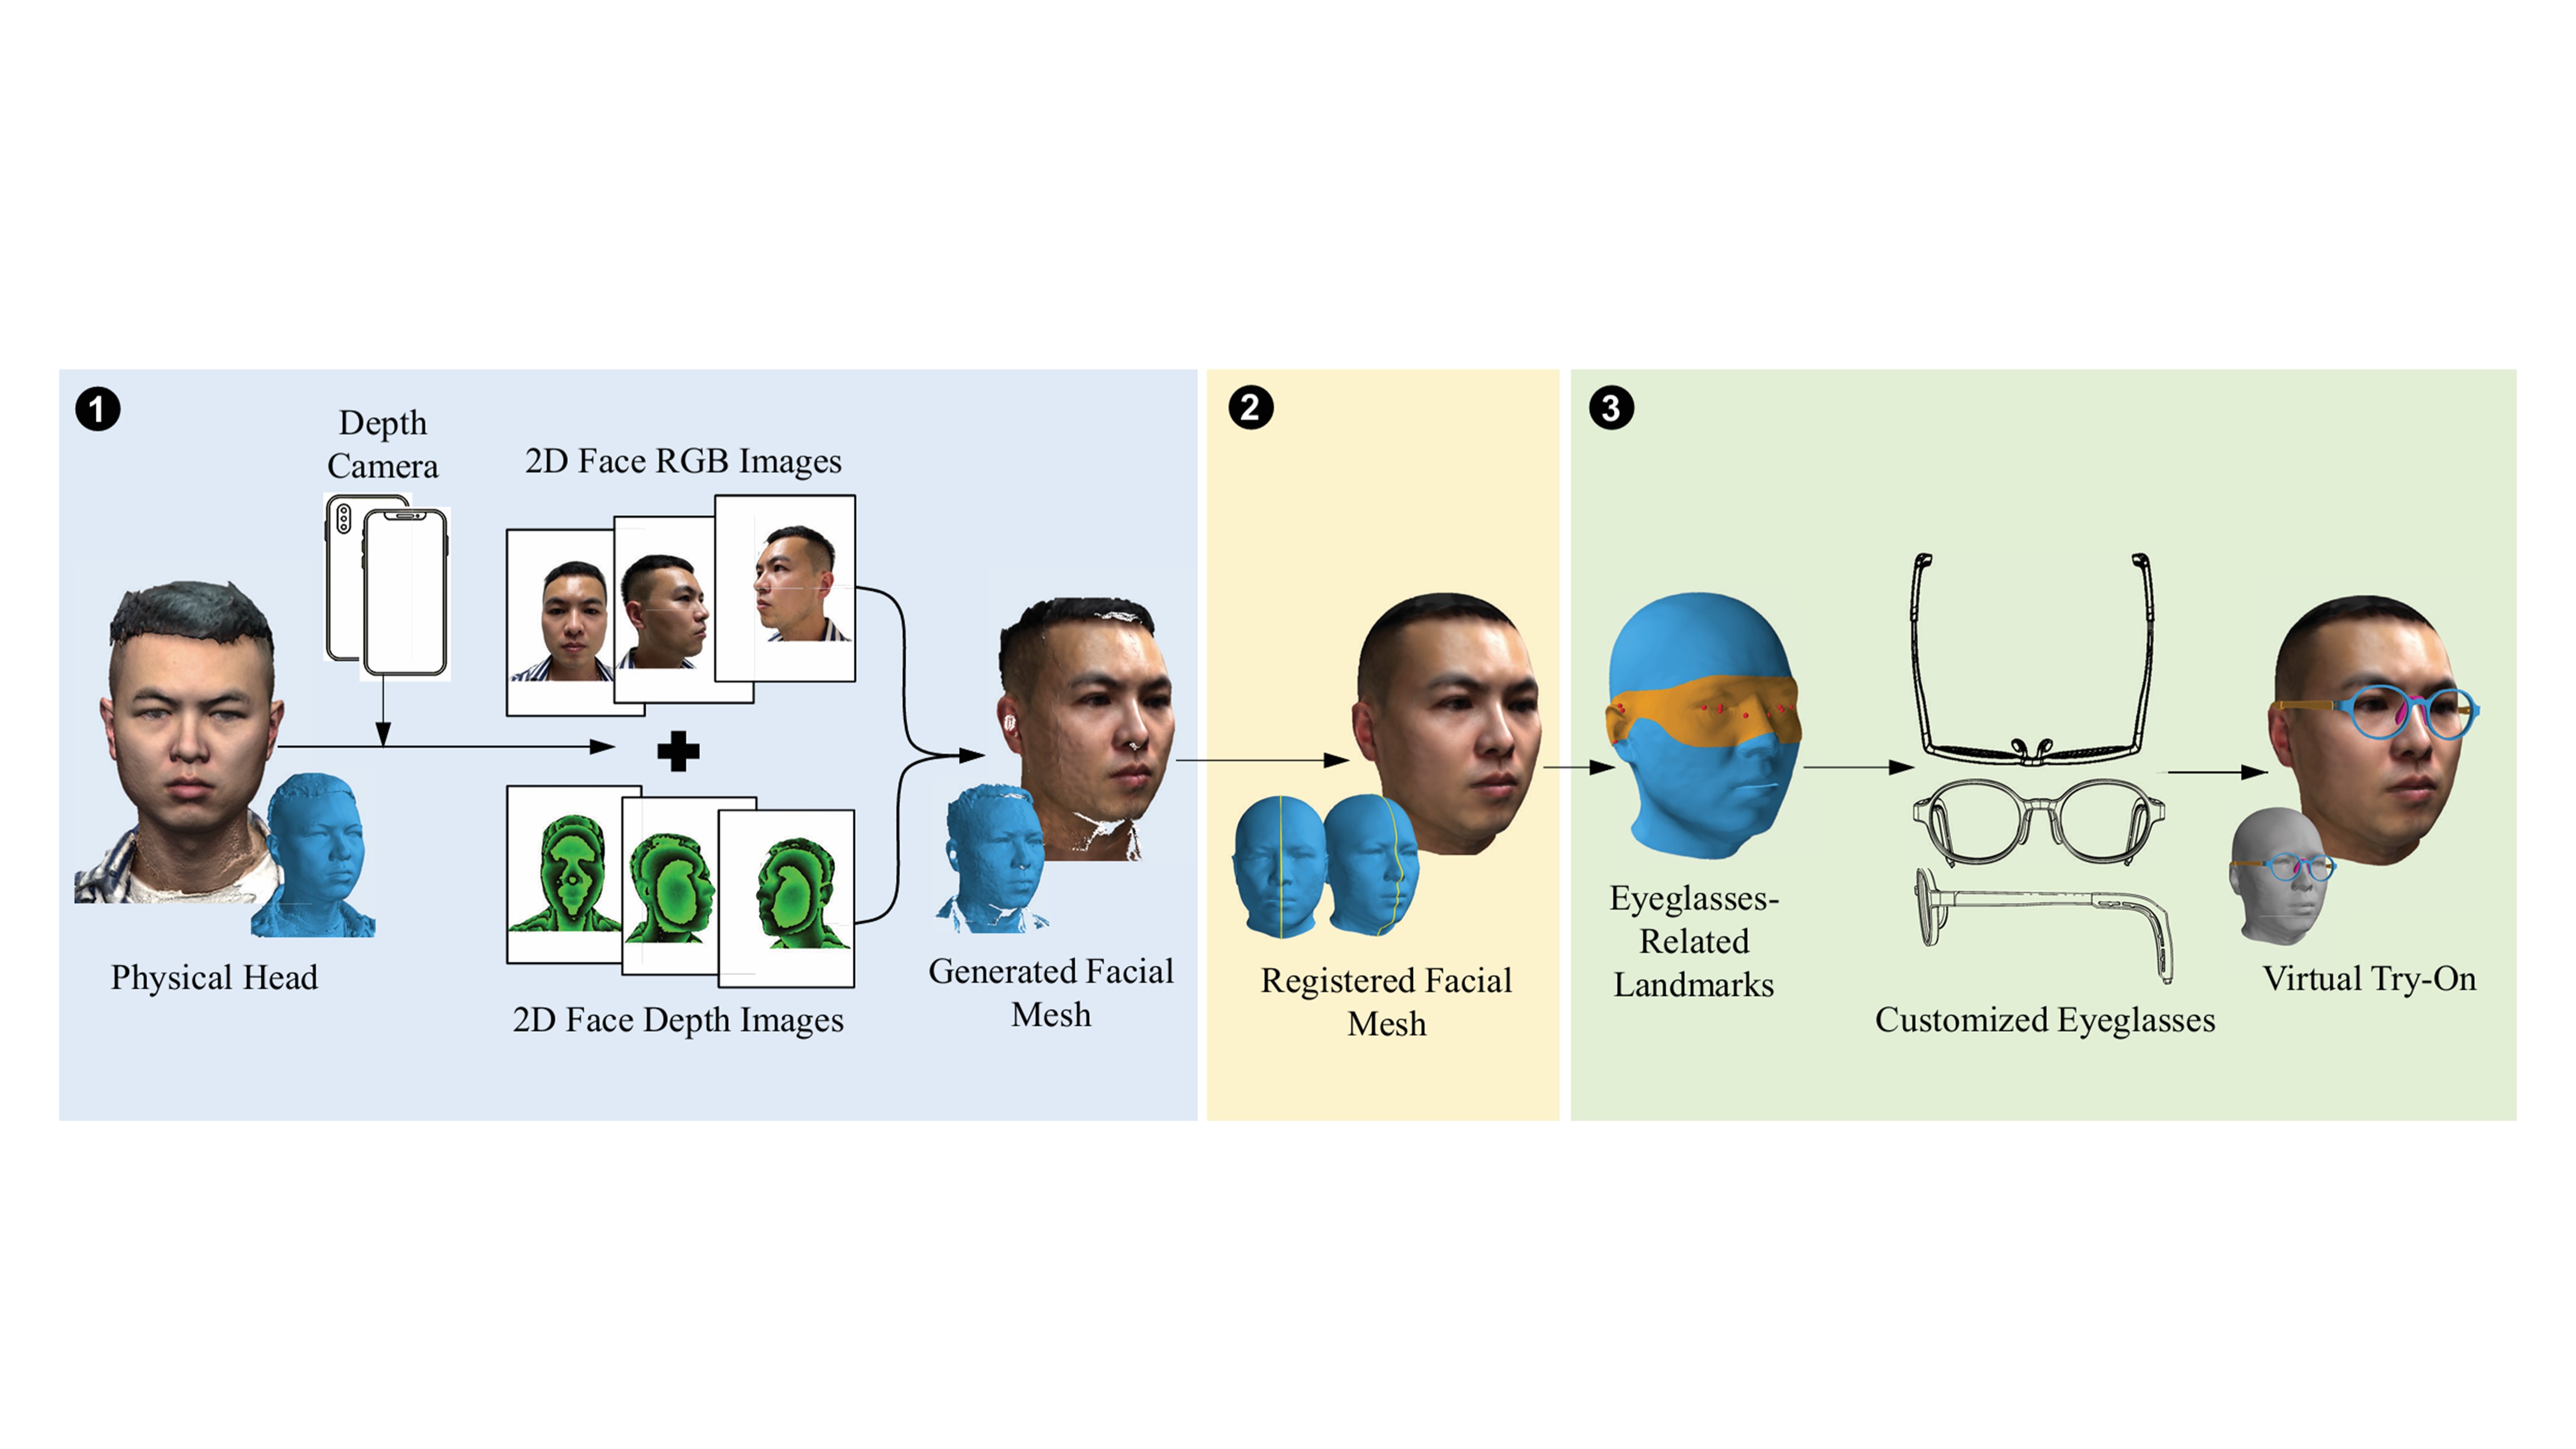 1
Depth
Camera
2D Face RGB Images
Physical Head
2D Face Depth Images
Generated Facial
Mesh
2
Registered Facial
Mesh
3
Eyeglasses-
Related
Landmarks
Customized Eyeglasses
Virtual Try-On